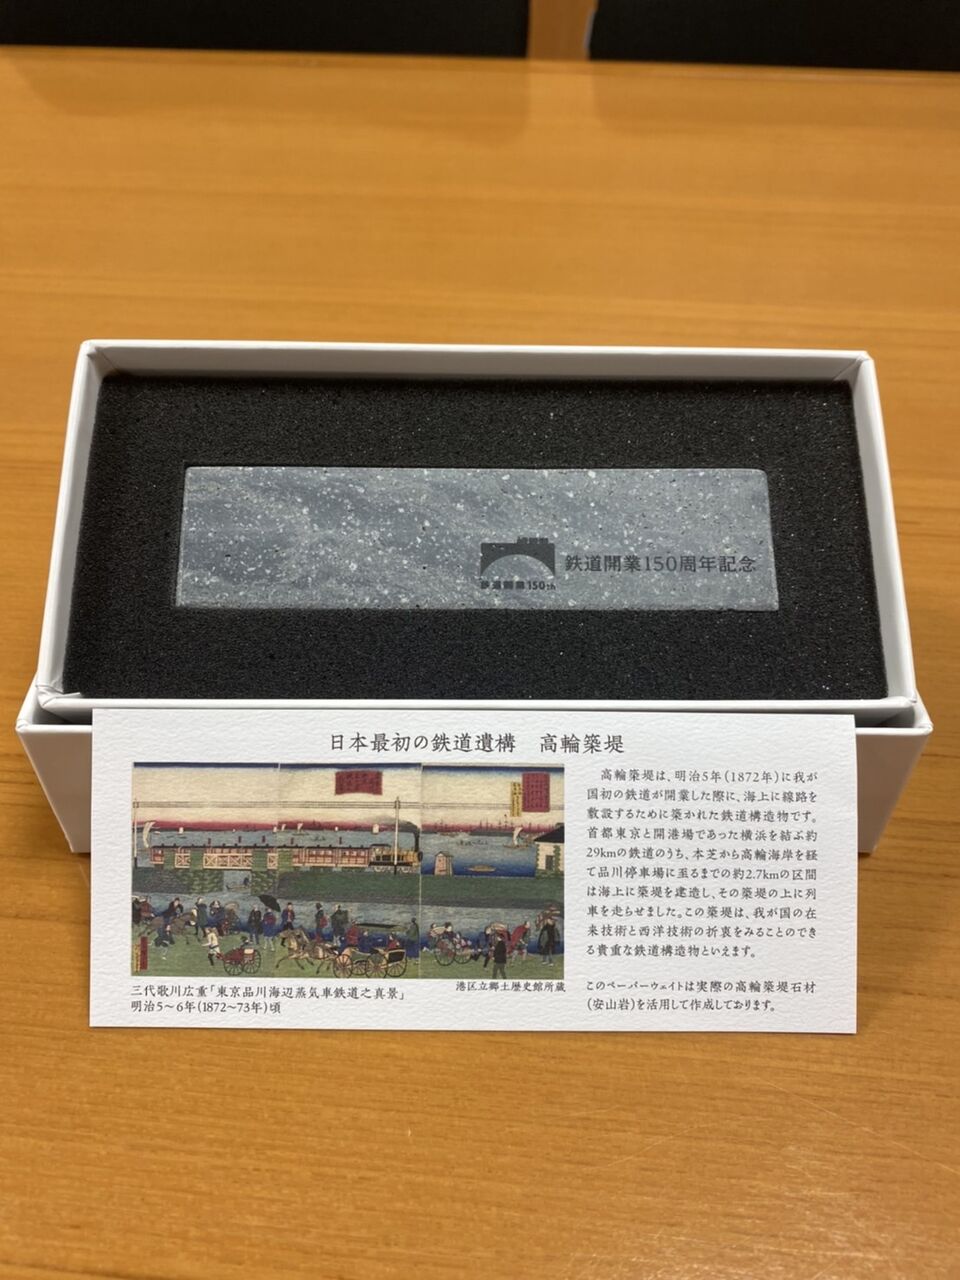 鉄道開業150周年記念
鉄道開業150th
日本最初の鉄道遺構 高輪築堤
高輪築堤は、明治5年(1872年)に我が
国初の鉄道が開業した際に、海上に線路を
敷設するために築かれた鉄道構造物です。
首都東京と開港場であった横浜を結ぶ約
29kmの鉄道のうち、本芝から高輪海岸を経
て品川停車場に至るまでの約2.7kmの区間
は海上に築堤を建造し、その築堤の上に列
車を走らせました。この築堤は、我が国の在
来技術と西洋技術の折衷をみることのでき
る貴重な鉄道構造物といえます。
このペーパーウェイトは実際の高輪築堤石材
(安山岩)を活用して作成しております。
港区立郷土歴史館所蔵
三代歌川広重「東京品川海辺蒸気車鉄道之真景」
明治5～6年(1872～73年)頃